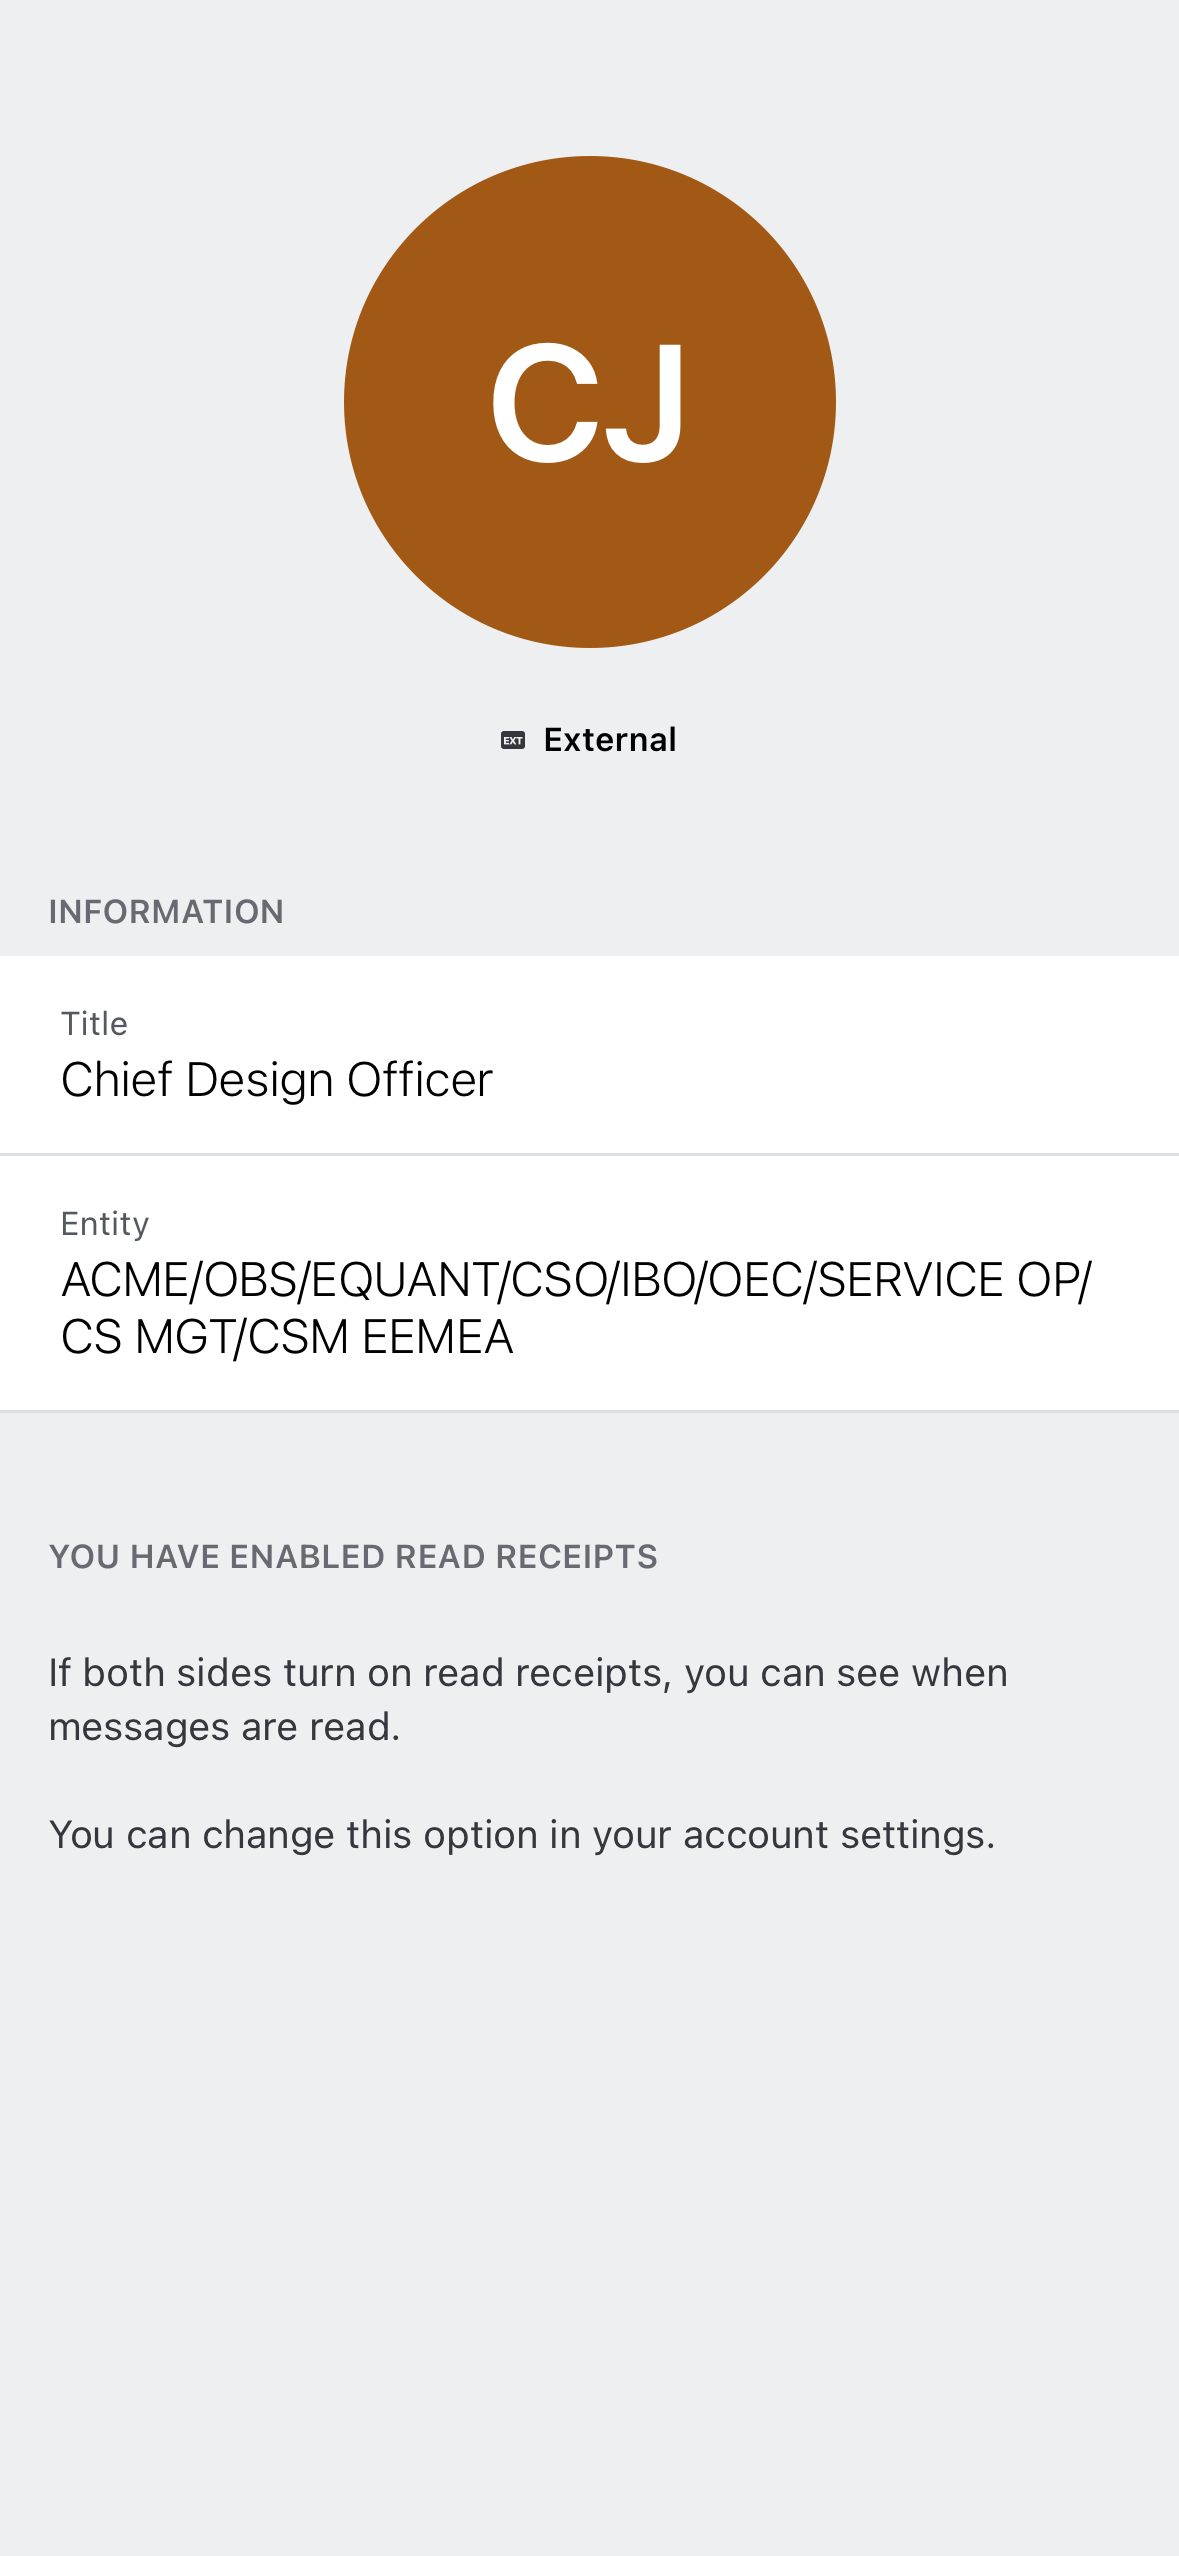 CJ
EXT External
INFORMATION
Title
Chief Design Officer
Entity
ACME/OBS/EQUANT/CSO/IBO/OEC/SERVICE OP/
CS MGT/CSM EEMEA
YOU HAVE ENABLED READ RECEIPTS
If both sides turn on read receipts, you can see when
messages are read.
You can change this option in your account settings.